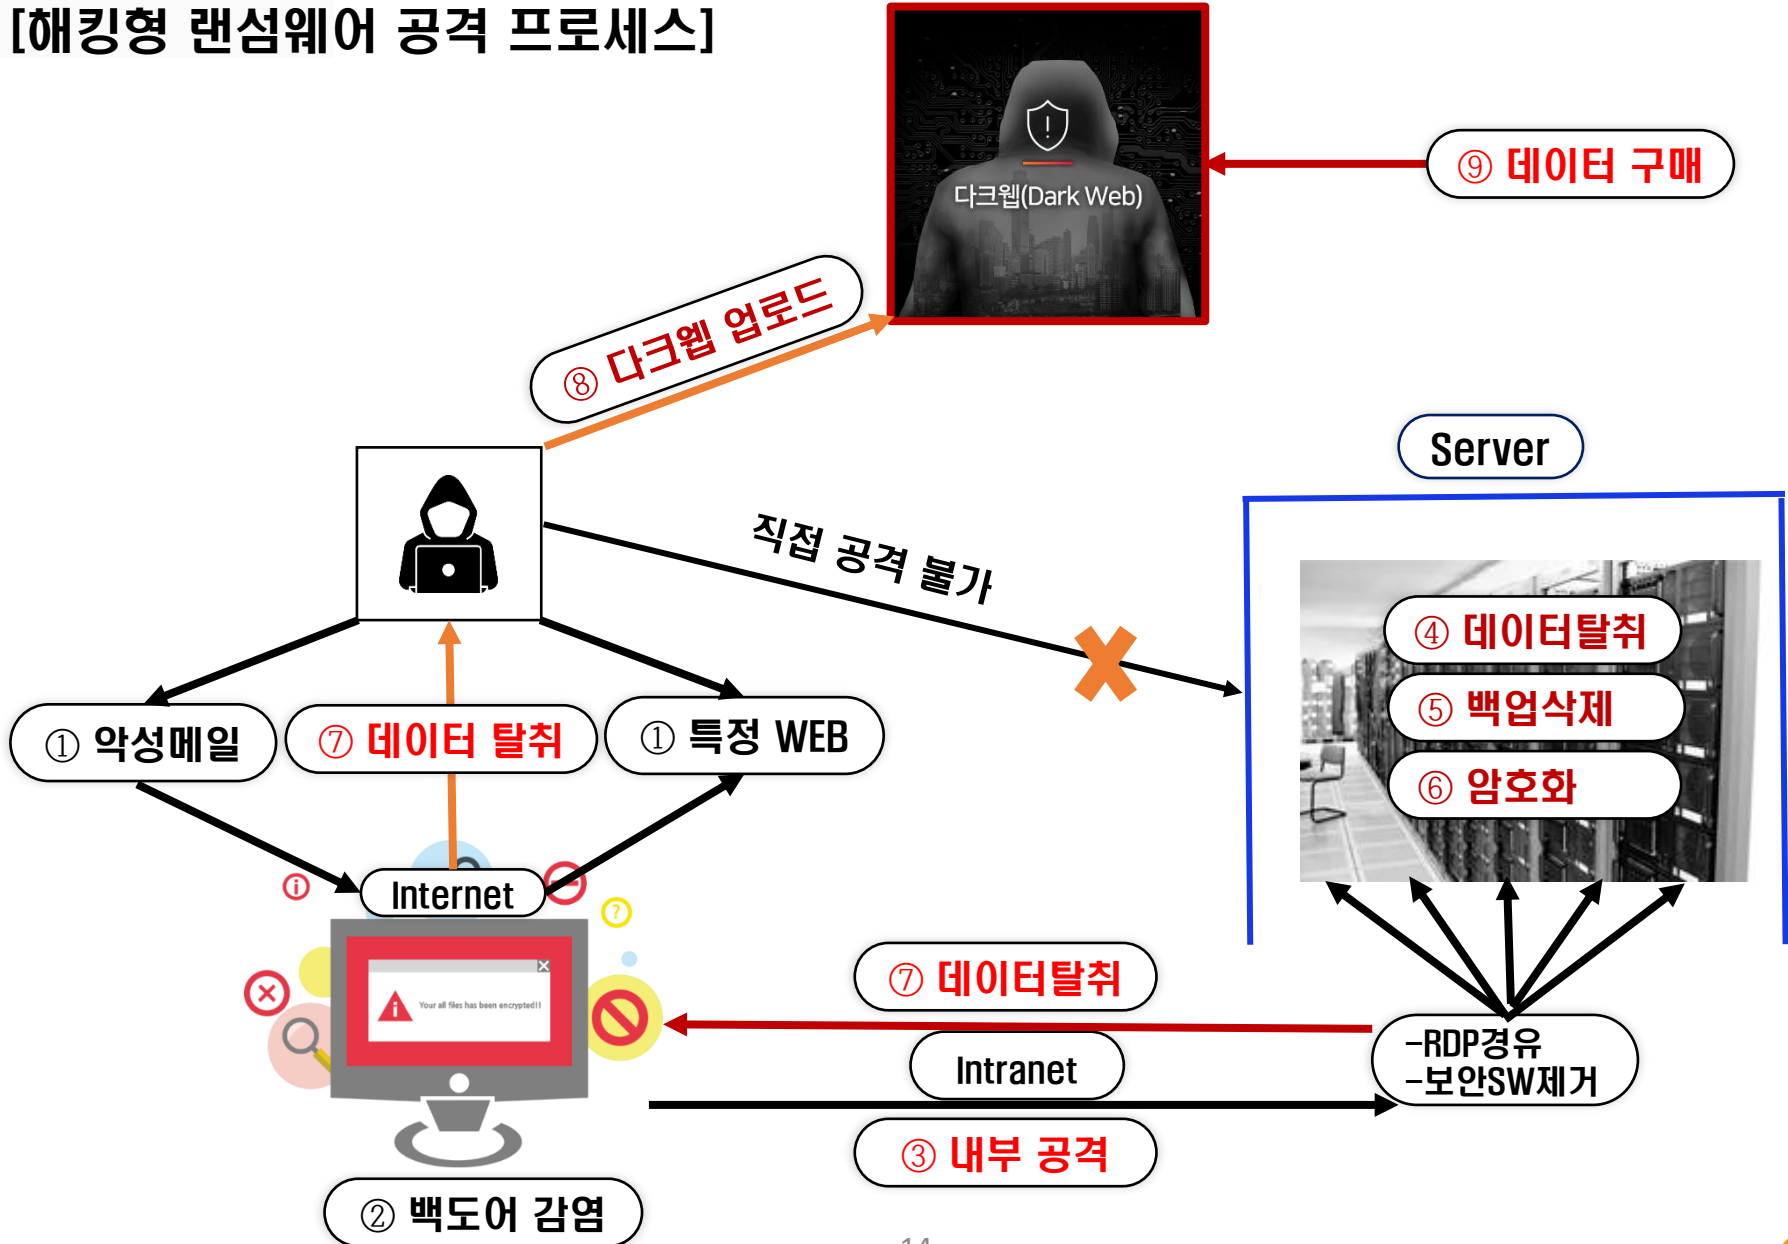 [해킹형 랜섬웨어 공격 프로세스]
다크웹(Dark Web)
⑨ 데이터 구매
⑧ 다크웹 업로드
Server
직접 공격 불가
④ 데이터탈취
⑤ 백업삭제
⑥ 암호화
① 악성메일
⑦ 데이터 탈취
① 특정 WEB
Internet
Your all files has been encrypted!!
⑦ 데이터탈취
Intranet
-RDP경유
-보안SW제거
③ 내부 공격
② 백도어 감염